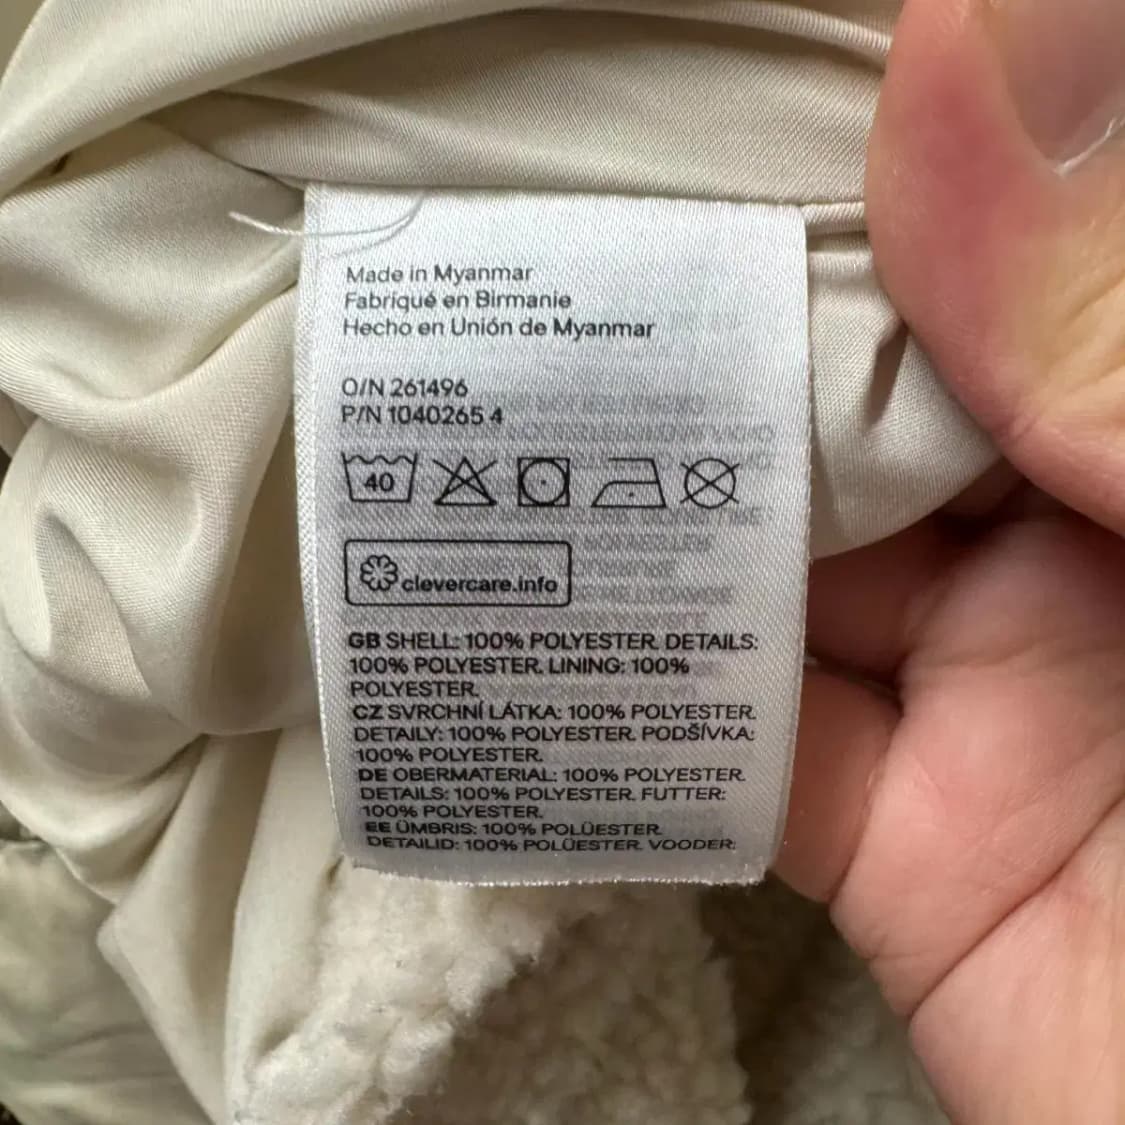 Made in Myanmar
Fabriqué en Birmanie
Hecho en Unión de Myanmar
O/N 261496
P/N 1040265 4
40
clevercare.info
GB SHELL: 100% POLYESTER. DETAILS:
100% POLYESTER. LINING: 100%
POLYESTER.
CZ SVRCHNÍ LÁTKA: 100% POLYESTER.
DETAILY: 100% POLYESTER. PODŠÍVKA:
100% POLYESTER.
DE OBERMATERIAL: 100% POLYESTER.
DETAILS: 100% POLYESTER. FUTTER:
100% POLYESTER.
EE ÜMBRIS: 100% POLÜESTER.
DETAILID: 100% POLÜESTER. VOODER: